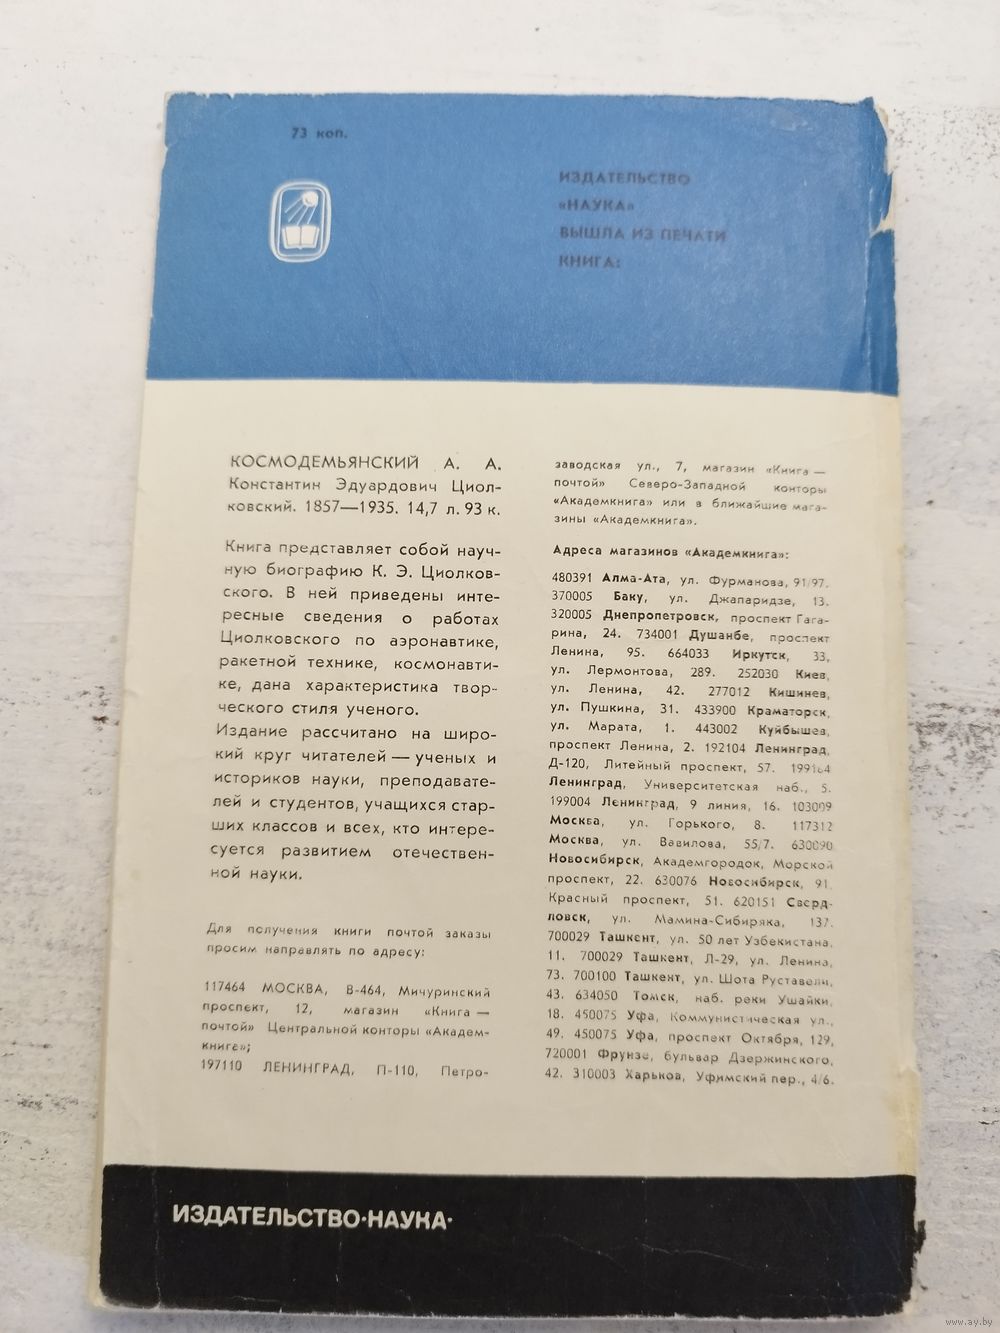 73 коп.
ИЗДАТЕЛЬСТВО
«НАУКА»
ВЫШЛА ИЗ ПЕЧАТИ
КНИГА:
КОСМОДЕМЬЯНСКИЙ А. А.
Константин Эдуардович Циол-
ковский. 1857—1935. 14,7 л. 93 к.
Книга представляет собой науч-
ную биографию К. Э. Циолков-
ского. В ней приведены инте-
ресные сведения о работах
Циолковского по аэронавтике,
ракетной технике, космонавти-
ке, дана характеристика твор-
ческого стиля ученого.
Издание рассчитано на широ-
кий круг читателей — ученых и
историков науки, преподавате-
лей и студентов, учащихся стар-
ших классов и всех, кто интере-
суется развитием отечествен-
ной науки.
Для получения книги почтой заказы
просим направлять по адресу:
117464 МОСКВА, В-464, Мичуринский
проспект, 12, магазин «Книга —
почтой» Центральной конторы «Академ-
книге»;
197110 ЛЕНИНГРАД, П-110, Петро-
заводская ул., 7, магазин «Книга —
почтой» Северо-Западной конторы
«Академкнига» или в ближайшие мага-
зины «Академкнига».
Адреса магазинов «Академкнига»:
480391 Алма-Ата, ул. Фурманова, 91/97.
370005 Баку, ул. Джапаридзе, 13.
320005 Днепропетровск, проспект Гага-
рина, 24. 734001 Душанбе, проспект
Ленина, 95. 664033 Иркутск, 33,
ул. Лермонтова, 289. 252030 Киев,
ул. Ленина, 42. 277012 Кишинев,
ул. Пушкина, 31. 433900 Краматорск,
ул. Марата, 1. 443002 Куйбышев,
проспект Ленина, 2. 192104 Ленинград,
Д-120, Литейный проспект, 57. 199164
Ленинград, Университетская наб., 5.
199004 Ленинград, 9 линия, 16. 103009
Москва, ул. Горького, 8. 117312
Москва, ул. Вавилова, 55/7. 630090
Новосибирск, Академгородок, Морской
проспект, 22. 630076 Новосибирск, 91,
Красный проспект, 51. 620151 Сверд-
ловск, ул. Мамина-Сибиряка, 137.
700029 Ташкент, ул. 50 лет Узбекистана,
11. 700029 Ташкент, Л-29, ул. Ленина,
73. 700100 Ташкент, ул. Шота Руставели,
43. 634050 Томск, наб. реки Ушайки,
18. 450075 Уфа, Коммунистическая ул.,
49. 450075 Уфа, проспект Октября, 129,
720001 Фрунзе, бульвар Дзержинского,
42. 310003 Харьков, Уфимский пер., 4/6.
ИЗДАТЕЛЬСТВО·НАУКА·
www.ay.by